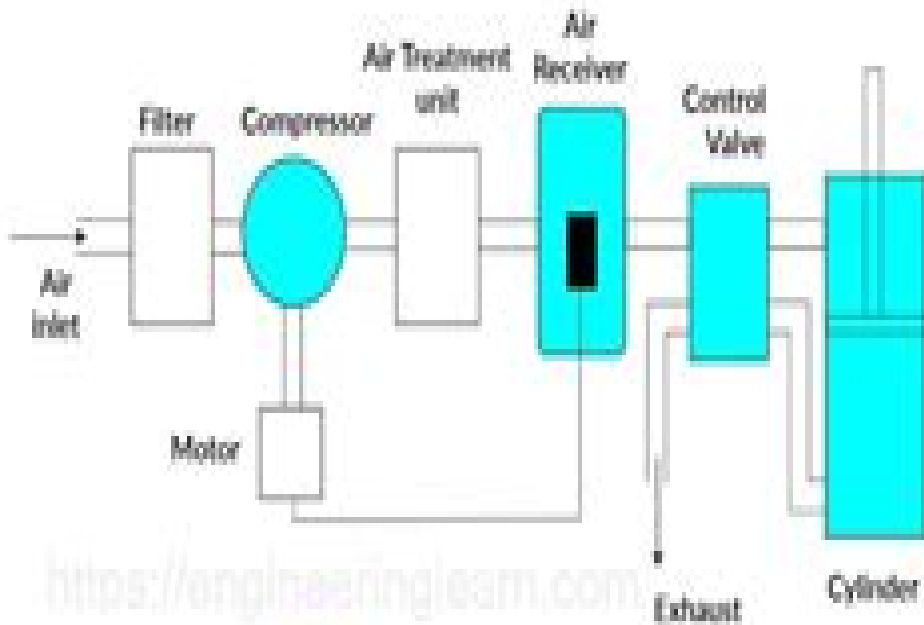 Air
Receiver
Air Treatment
unit
Control
Valve
Filter
Compressor
Air
inlet
Motor
https://engineeringlearn.com
Exhaust
Cylinder